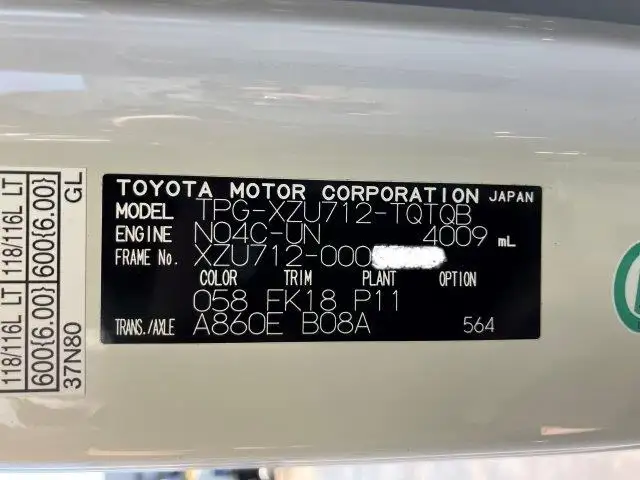 TOYOTA MOTOR CORPORATION JAPAN
MODEL TPG-XZU712-TQTQB
ENGINE N04C-UN 4009 mL
FRAME No. XZU712-000
COLOR TRIM PLANT OPTION
058 FK18 P11
TRANS./AXLE A860E B08A 564
118/116L LT 118/116L LT
600{6.00} 600{6.00}
37N80 GL